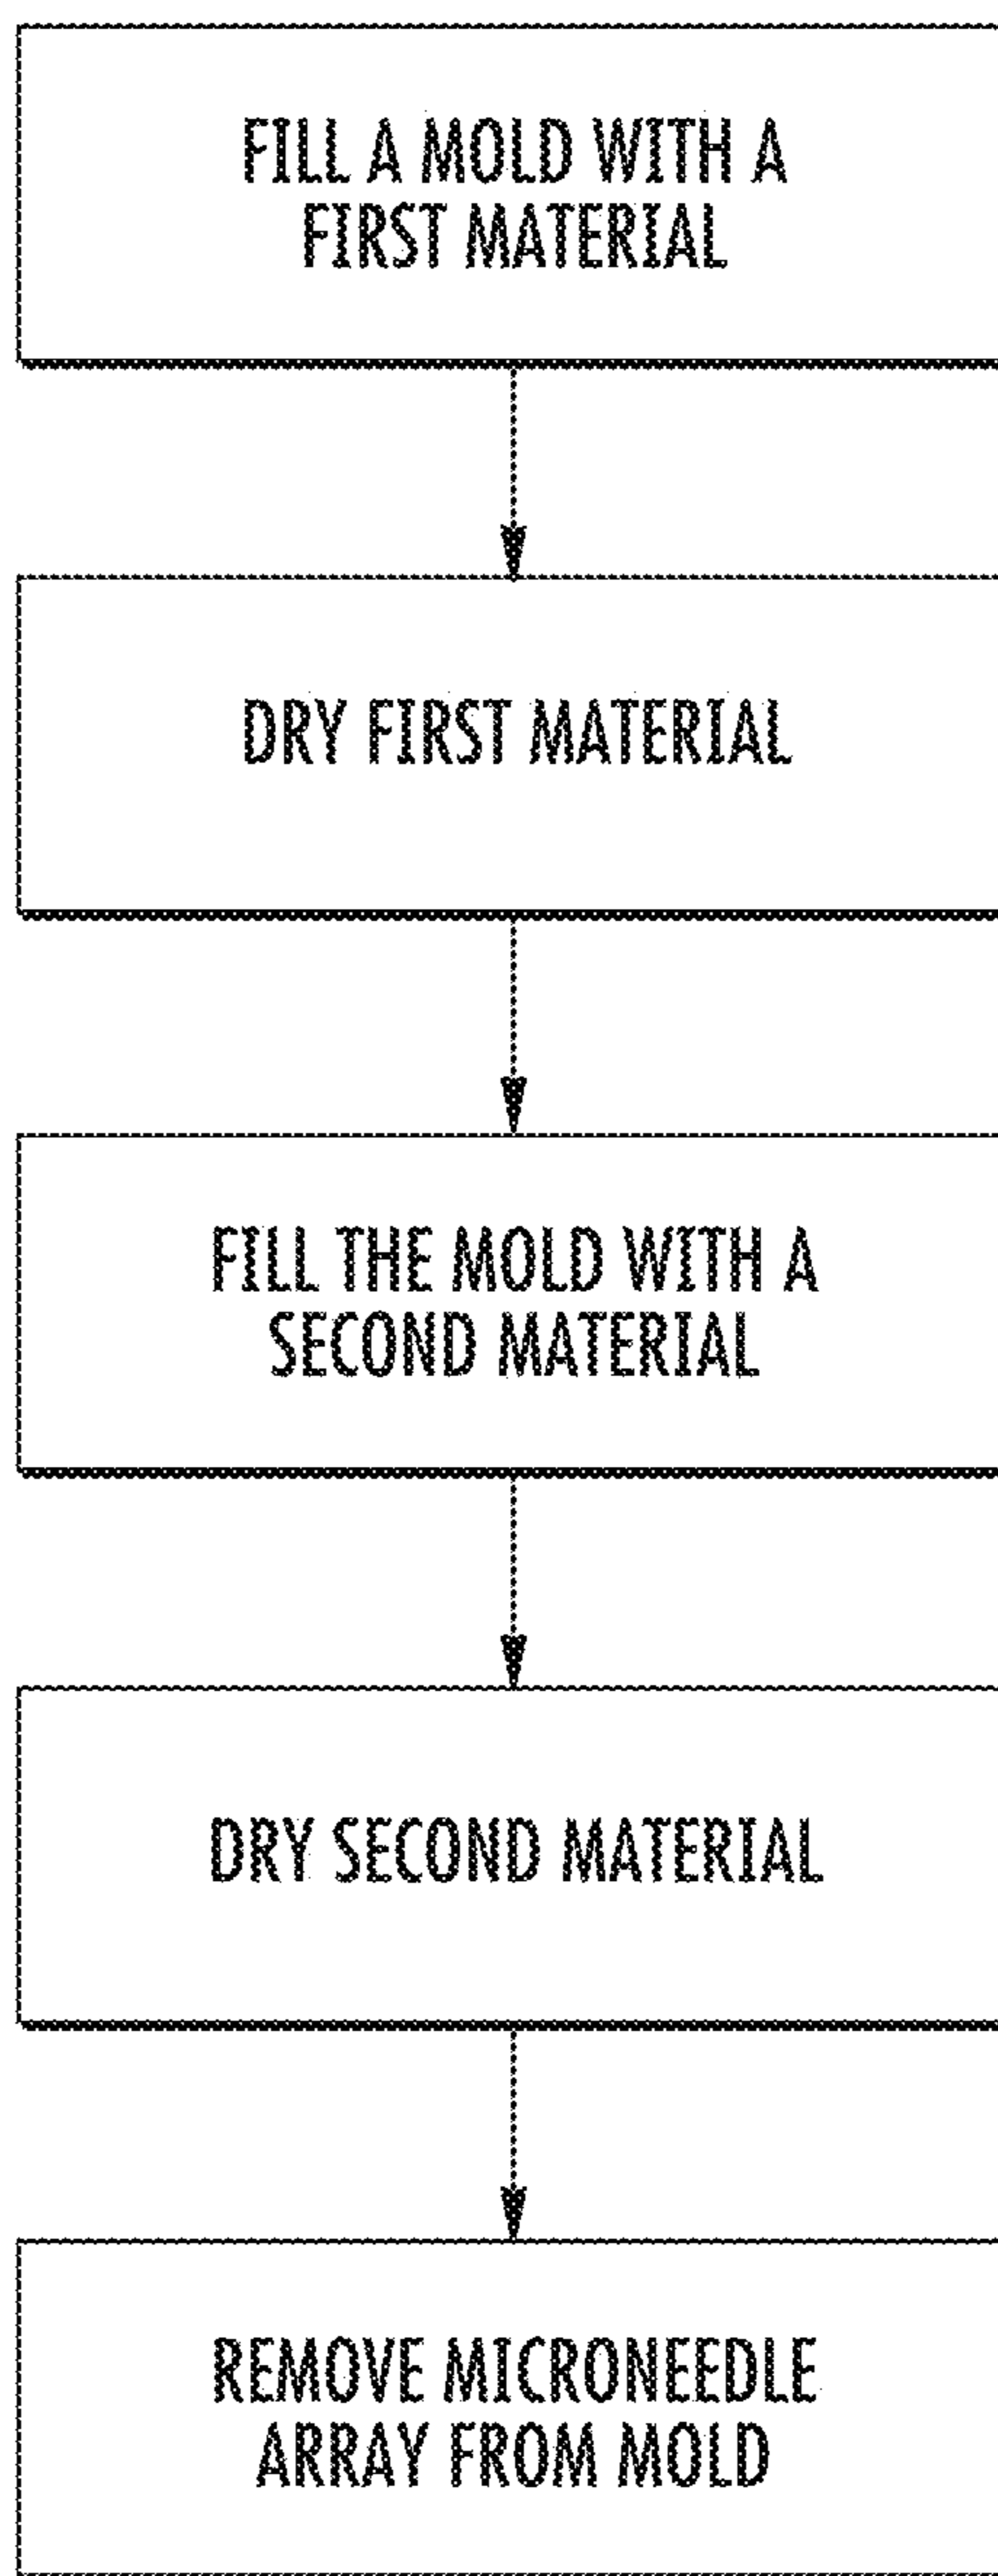 FILL A MOLD WITH A
FIRST MATERIAL
DRY FIRST MATERIAL
FILL THE MOLD WITH A
SECOND MATERIAL
DRY SECOND MATERIAL
REMOVE MICRONEEDLE
ARRAY FROM MOLD